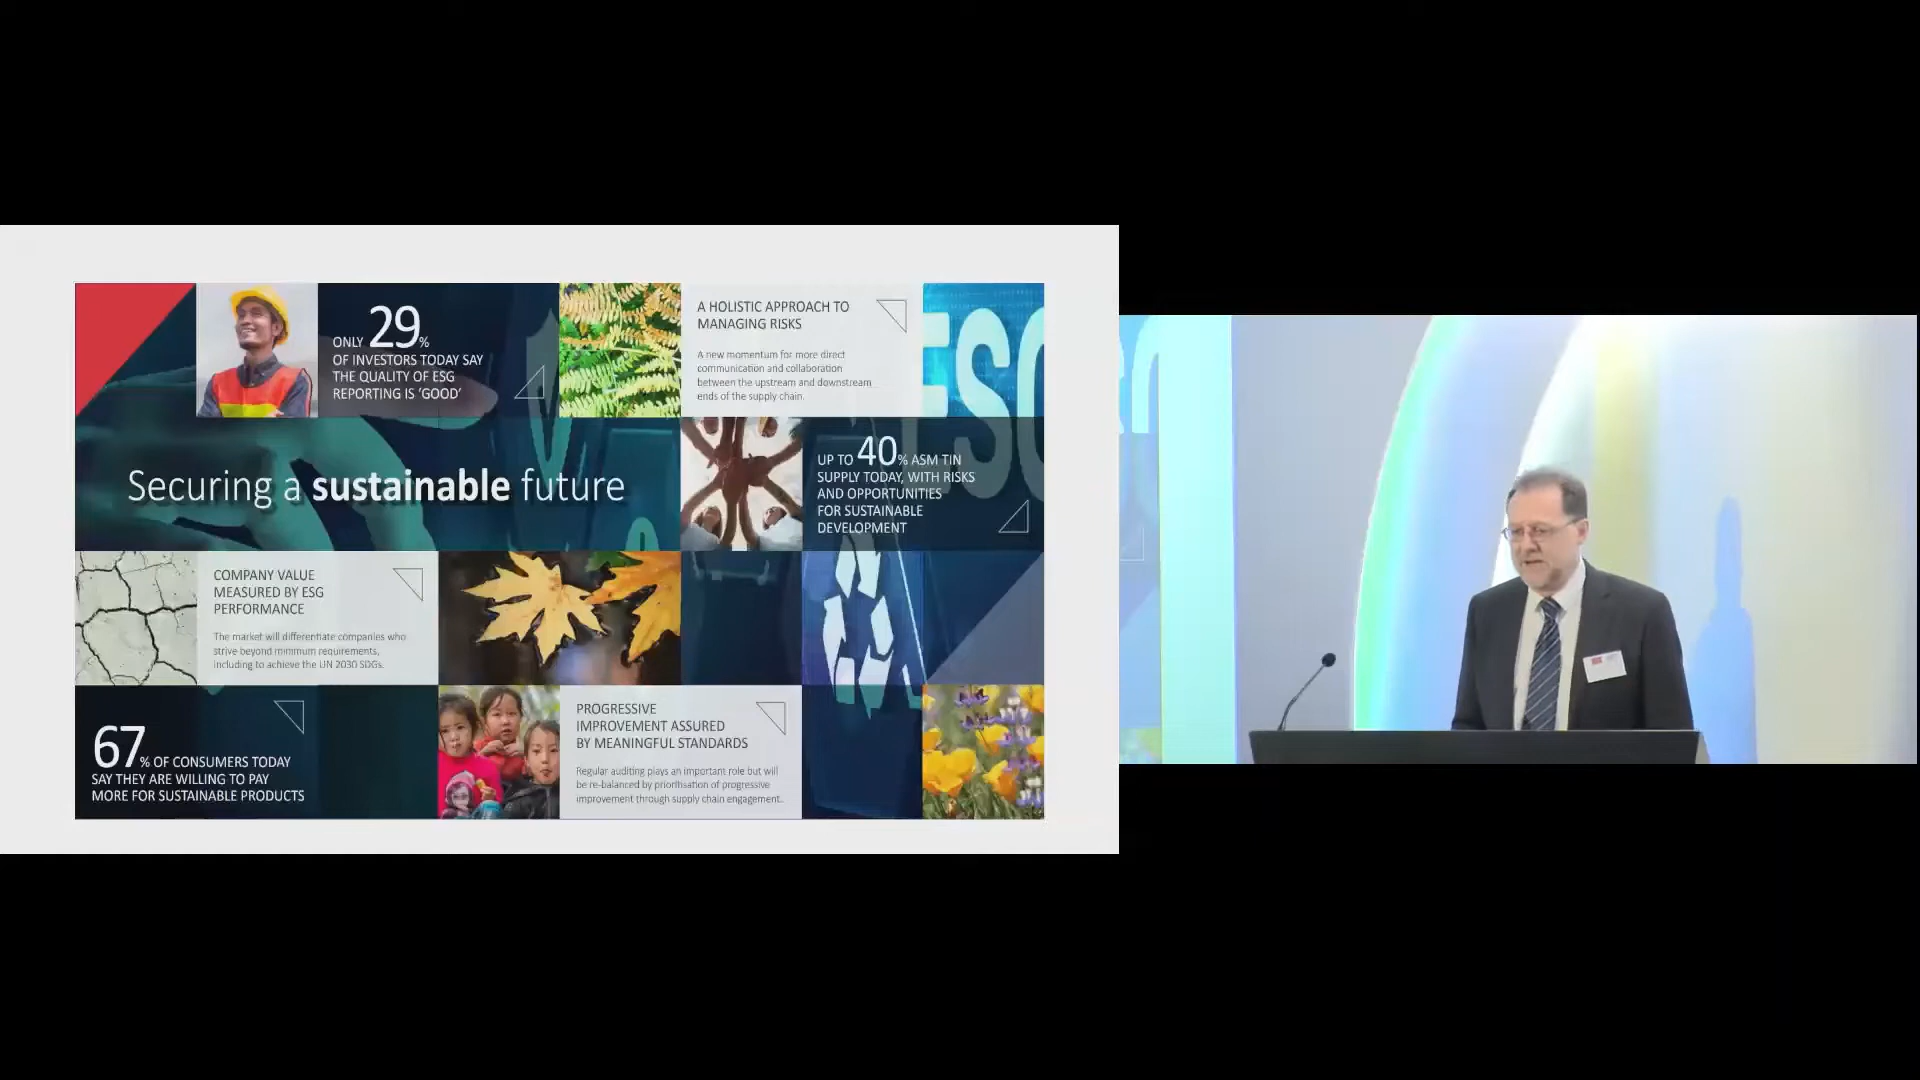 ONLY 29%
OF INVESTORS TODAY SAY
THE QUALITY OF ESG
REPORTING IS ‘GOOD’
A HOLISTIC APPROACH TO
MANAGING RISKS
A new momentum for more direct
communication and collaboration
between the upstream and downstream
ends of the supply chain.
Securing a sustainable future
UP TO 40% ASM TIN
SUPPLY TODAY, WITH RISKS
AND OPPORTUNITIES
FOR SUSTAINABLE
DEVELOPMENT
COMPANY VALUE
MEASURED BY ESG
PERFORMANCE
The market will differentiate companies who
strive beyond minimum requirements,
including to achieve the UN 2030 SDGs.
67% OF CONSUMERS TODAY
SAY THEY ARE WILLING TO PAY
MORE FOR SUSTAINABLE PRODUCTS
PROGRESSIVE
IMPROVEMENT ASSURED
BY MEANINGFUL STANDARDS
Regular auditing plays an important role but will
be re-balanced by prioritisation of progressive
improvement through supply chain engagement.